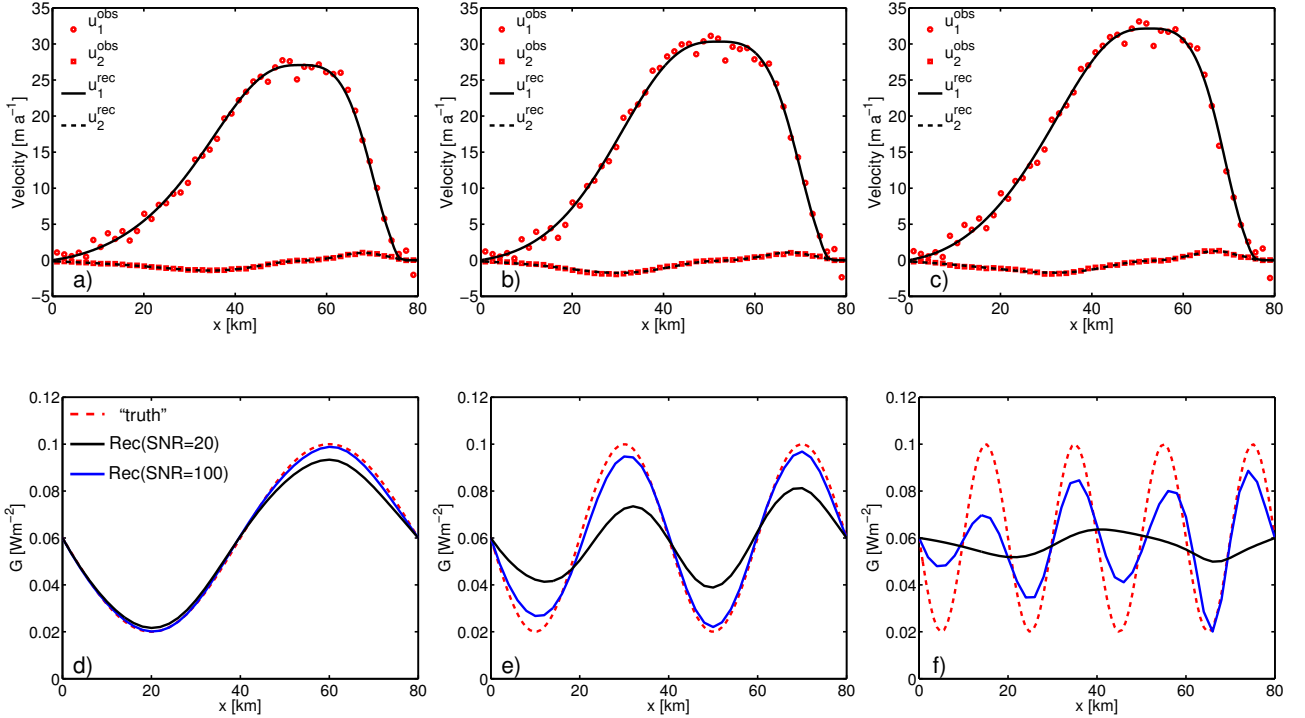 35
30
25
20
15
10
5
0
−5
Velocity [m a⁻¹]
u₁ᵒᵇˢ
u₂ᵒᵇˢ
u₁ʳᵉᶜ
u₂ʳᵉᶜ
a)
0 20 40 60 80
x [km]
35
30
25
20
15
10
5
0
−5
Velocity [m a⁻¹]
u₁ᵒᵇˢ
u₂ᵒᵇˢ
u₁ʳᵉᶜ
u₂ʳᵉᶜ
b)
0 20 40 60 80
x [km]
35
30
25
20
15
10
5
0
−5
Velocity [m a⁻¹]
u₁ᵒᵇˢ
u₂ᵒᵇˢ
u₁ʳᵉᶜ
u₂ʳᵉᶜ
c)
0 20 40 60 80
x [km]
0.12
0.1
0.08
0.06
0.04
0.02
0
G [Wm⁻²]
“truth”
Rec(SNR=20)
Rec(SNR=100)
d)
0 20 40 60 80
x [km]
0.12
0.1
0.08
0.06
0.04
0.02
0
G [Wm⁻²]
e)
0 20 40 60 80
x [km]
0.12
0.1
0.08
0.06
0.04
0.02
0
G [Wm⁻²]
f)
0 20 40 60 80
x [km]